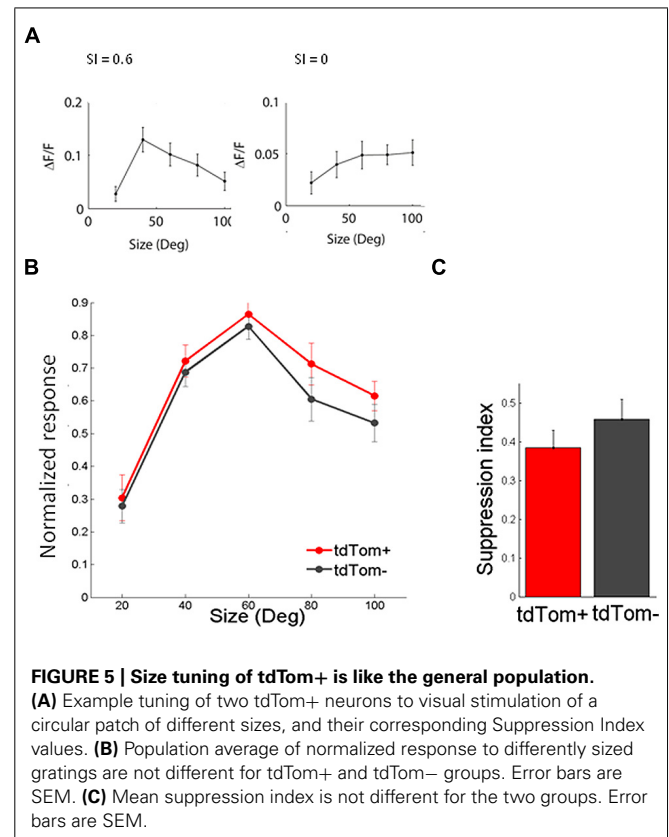 A
SI = 0.6
SI = 0
0.2
0.1
0
ΔF/F
0 50 100
Size (Deg)
0.1
0.05
0
ΔF/F
0 50 100
Size (Deg)
B
0.9
0.8
0.7
0.6
0.5
0.4
0.3
0.2
0.1
0
Normalized response
tdTom+
tdTom-
20 40 60 80 100
Size (Deg)
C
0.5
0.4
0.3
0.2
0.1
0
Suppression index
tdTom+ tdTom-
FIGURE 5 | Size tuning of tdTom+ is like the general population.
(A) Example tuning of two tdTom+ neurons to visual stimulation of a
circular patch of different sizes, and their corresponding Suppression Index
values. (B) Population average of normalized response to differently sized
gratings are not different for tdTom+ and tdTom− groups. Error bars are
SEM. (C) Mean suppression index is not different for the two groups. Error
bars are SEM.